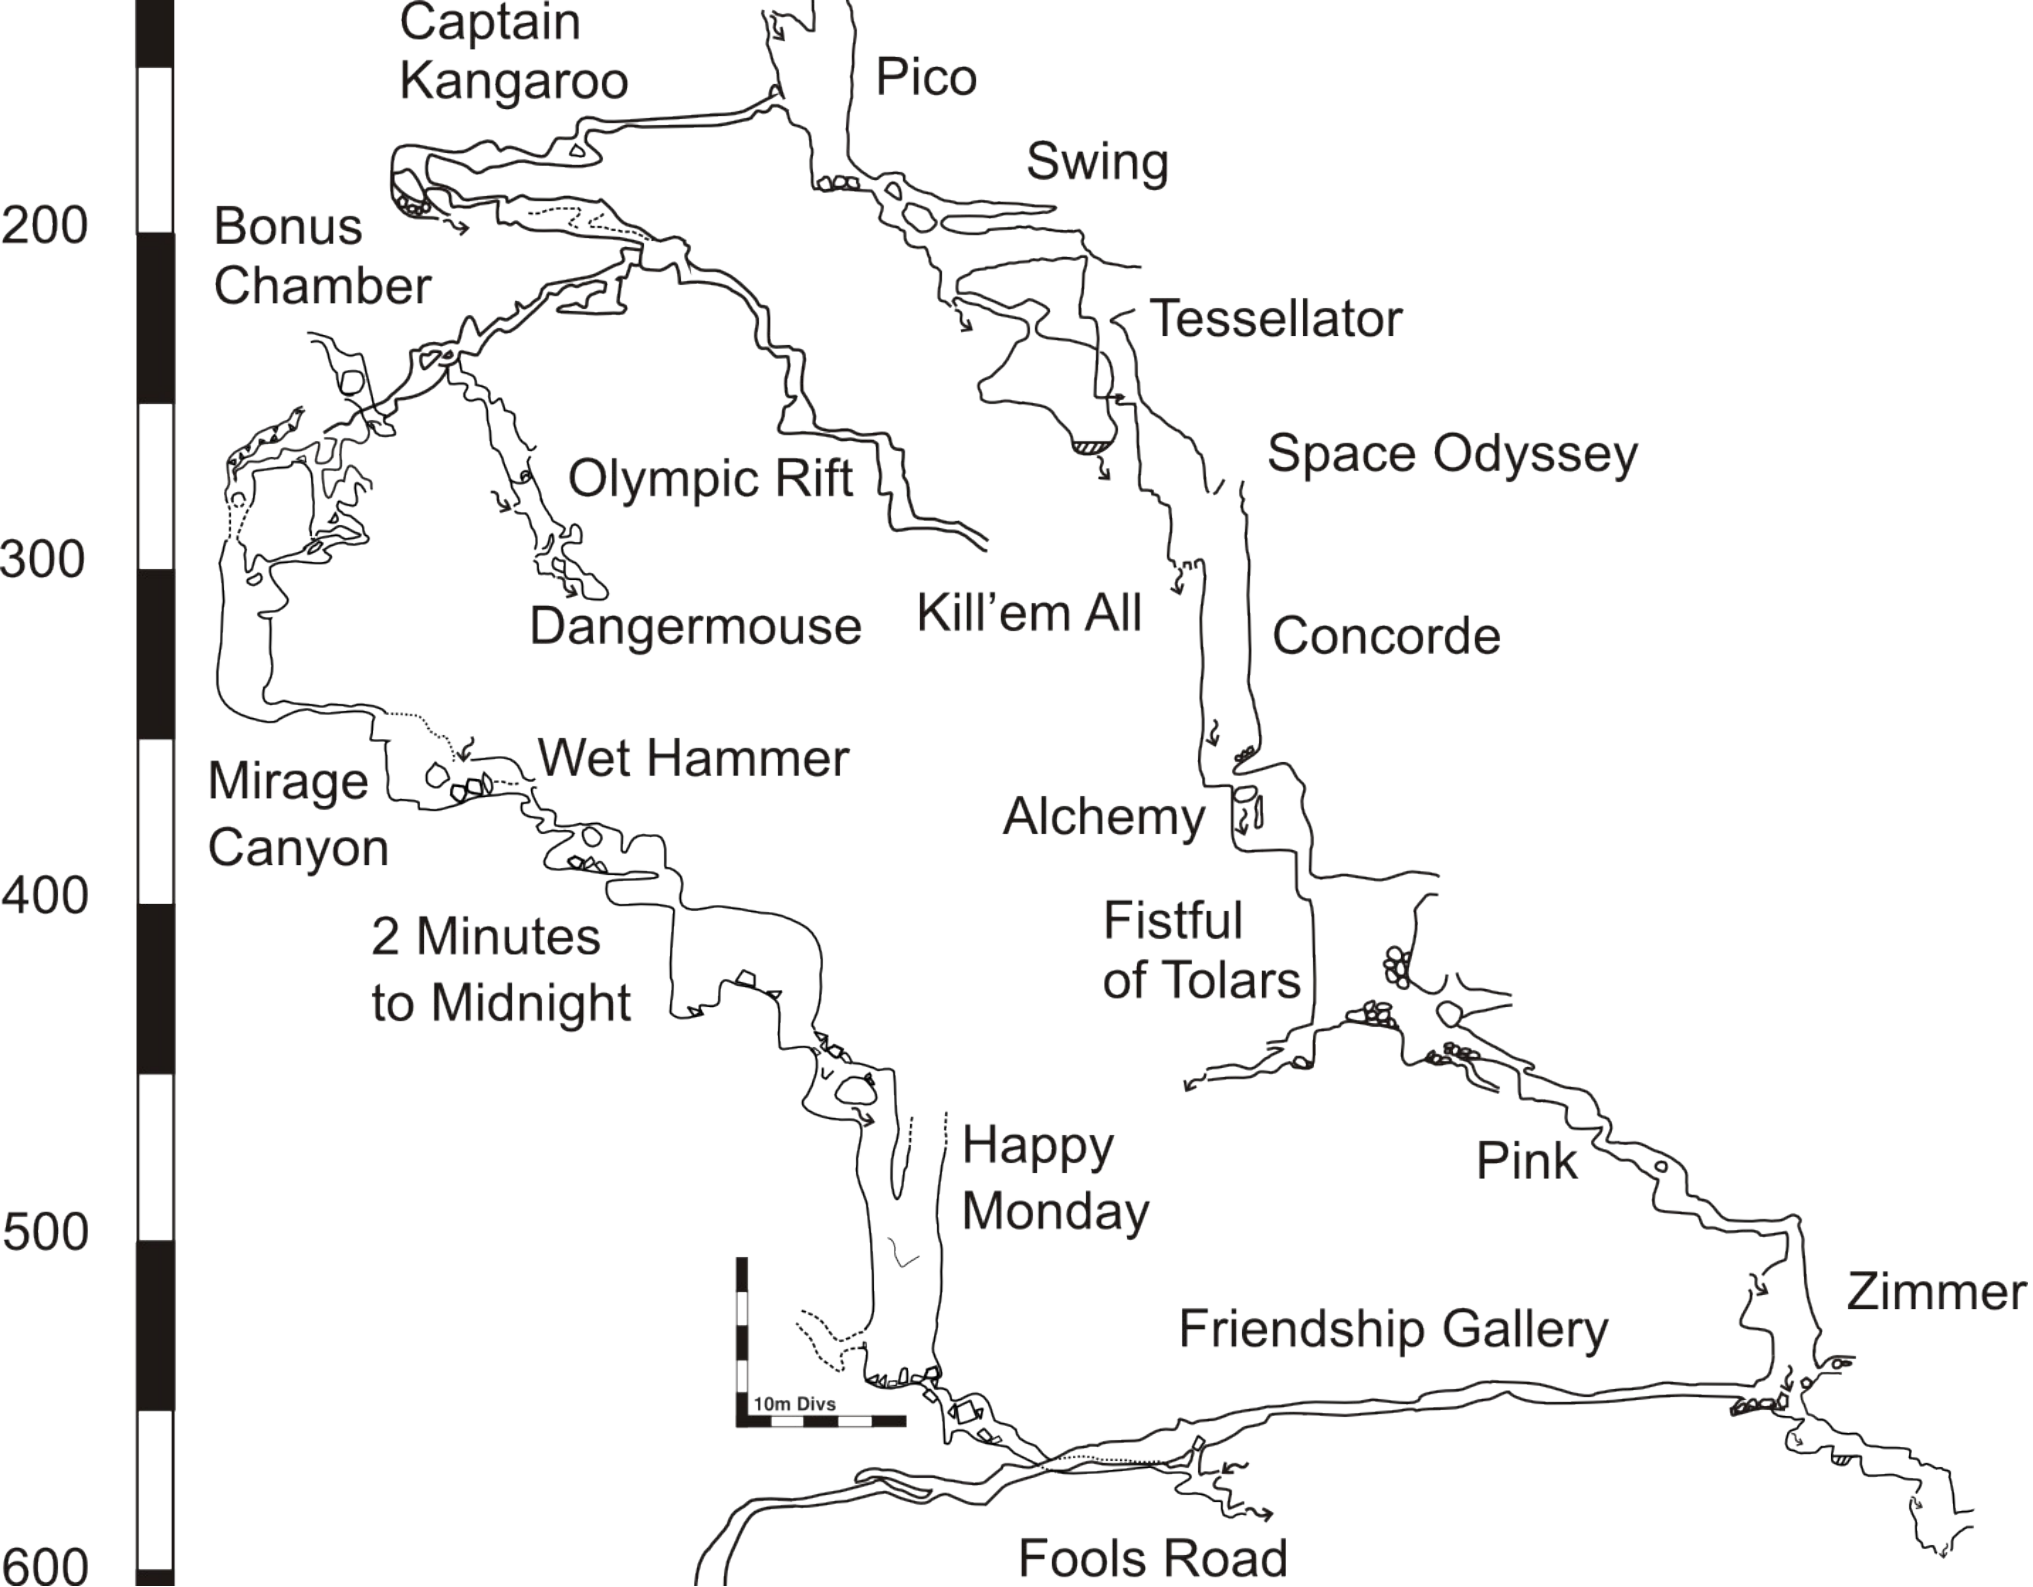 Captain
Kangaroo
Pico
Swing
200
Bonus
Chamber
Tessellator
Space Odyssey
Olympic Rift
300
Dangermouse
Kill'em All
Concorde
Mirage
Canyon
Wet Hammer
Alchemy
400
2 Minutes
to Midnight
Fistful
of Tolars
Happy
Monday
Pink
500
Zimmer
Friendship Gallery
10m Divs
Fools Road
600